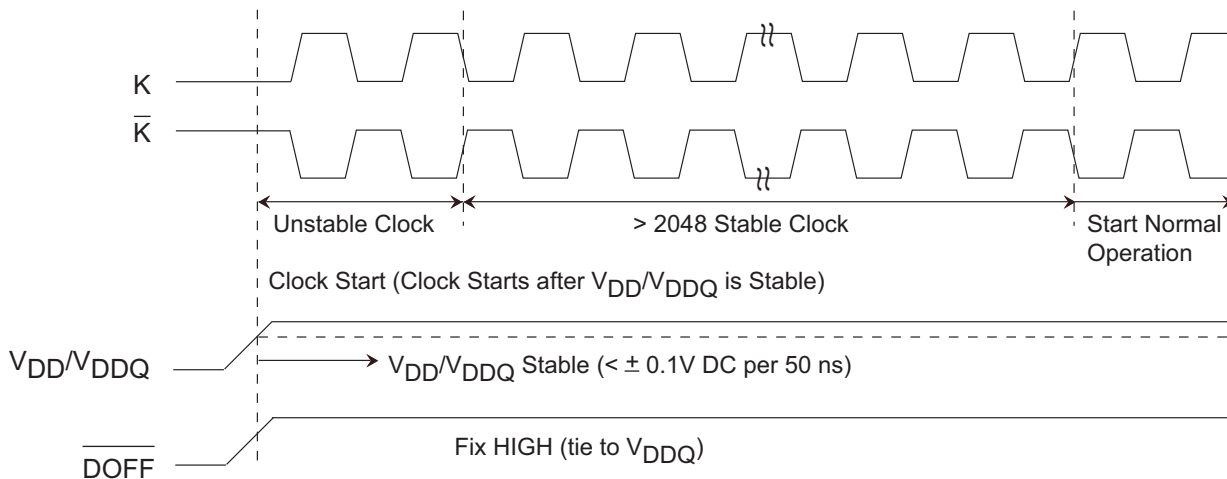 K
K̅
Unstable Clock
> 2048 Stable Clock
Start Normal
Operation
Clock Start (Clock Starts after VDD/VDDQ is Stable)
VDD/VDDQ
VDD/VDDQ Stable (< ± 0.1V DC per 50 ns)
Fix HIGH (tie to VDDQ)
D̅O̅F̅F̅